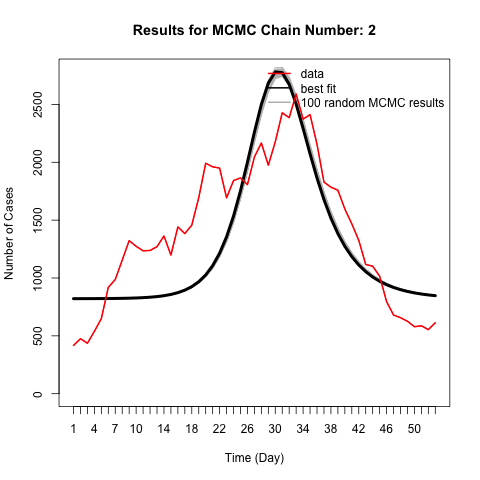 Results for MCMC Chain Number: 2
data
best fit
100 random MCMC results
Number of Cases
2500
2000
1500
1000
500
0
1 4 7 10 14 18 22 26 30 34 38 42 46 50
Time (Day)